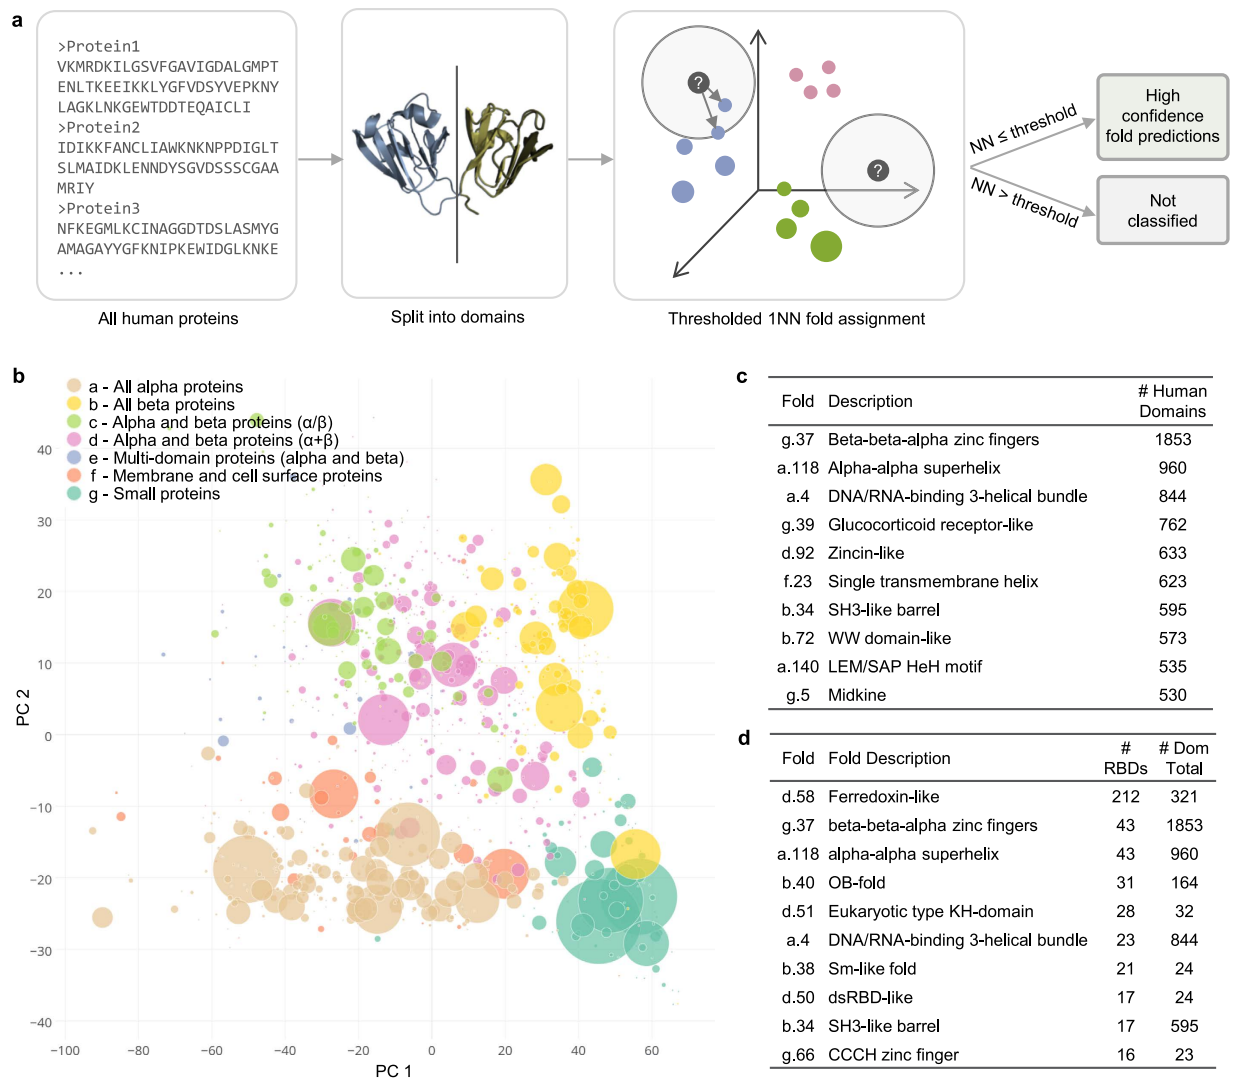 a
>Protein1
VKMRDKILGSVFGAVIGDALGMPT
ENLTKEEIKKLYGFVDSYVEPKNY
LAGKLNKGEWTDDTEQAICLI
>Protein2
IDIKKFANCLIAWKNKNPPDIGLT
SLMAIDKLENNDYSGVDSSSCGAA
MRIY
>Protein3
NFKEGMLKCINAGGDTDSLASMYG
AMAGAYYGFKNIPKEWIDGLKNKE
...
All human proteins
Split into domains
?
?
Thresholded 1NN fold assignment
NN ≤ threshold
NN > threshold
High
confidence
fold predictions
Not
classified
b
a - All alpha proteins
b - All beta proteins
c - Alpha and beta proteins (α/β)
d - Alpha and beta proteins (α+β)
e - Multi-domain proteins (alpha and beta)
f - Membrane and cell surface proteins
g - Small proteins
PC 2
40
30
20
10
0
−10
−20
−30
−40
−100 −80 −60 −40 −20 0 20 40 60
PC 1
c
Fold Description # Human Domains
g.37 Beta-beta-alpha zinc fingers 1853
a.118 Alpha-alpha superhelix 960
a.4 DNA/RNA-binding 3-helical bundle 844
g.39 Glucocorticoid receptor-like 762
d.92 Zincin-like 633
f.23 Single transmembrane helix 623
b.34 SH3-like barrel 595
b.72 WW domain-like 573
a.140 LEM/SAP HeH motif 535
g.5 Midkine 530
d
Fold Fold Description # RBDs # Dom Total
d.58 Ferredoxin-like 212 321
g.37 beta-beta-alpha zinc fingers 43 1853
a.118 alpha-alpha superhelix 43 960
b.40 OB-fold 31 164
d.51 Eukaryotic type KH-domain 28 32
a.4 DNA/RNA-binding 3-helical bundle 23 844
b.38 Sm-like fold 21 24
d.50 dsRBD-like 17 24
b.34 SH3-like barrel 17 595
g.66 CCCH zinc finger 16 23